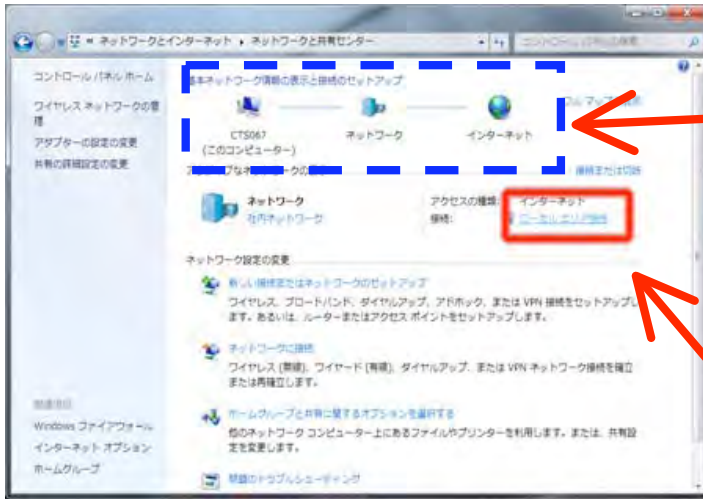 ネットワークとインターネット ▸ ネットワークと共有センター
コントロール パネル ホーム
ワイヤレス ネットワークの管理
アダプターの設定の変更
共有の詳細設定の変更
基本ネットワーク情報の表示と接続のセットアップ
CTS067
(このコンピューター)
ネットワーク
インターネット
接続または切断
ネットワーク
社内ネットワーク
アクセスの種類: インターネット
接続: ローカル エリア接続
ネットワーク設定の変更
新しい接続またはネットワークのセットアップ
ワイヤレス、ブロードバンド、ダイヤルアップ、アドホック、または VPN 接続をセットアップし
ます。あるいは、ルーターまたはアクセス ポイントをセットアップします。
ネットワークに接続
ワイヤレス (無線)、ワイヤード (有線)、ダイヤルアップ、または VPN ネットワーク接続を確立
または再確立します。
ホームグループと共有に関するオプションを選択する
他のネットワーク コンピューター上にあるファイルやプリンターを利用します。または、共有設
定を変更します。
問題のトラブルシューティング
関連項目
Windows ファイアウォール
インターネット オプション
ホームグループ